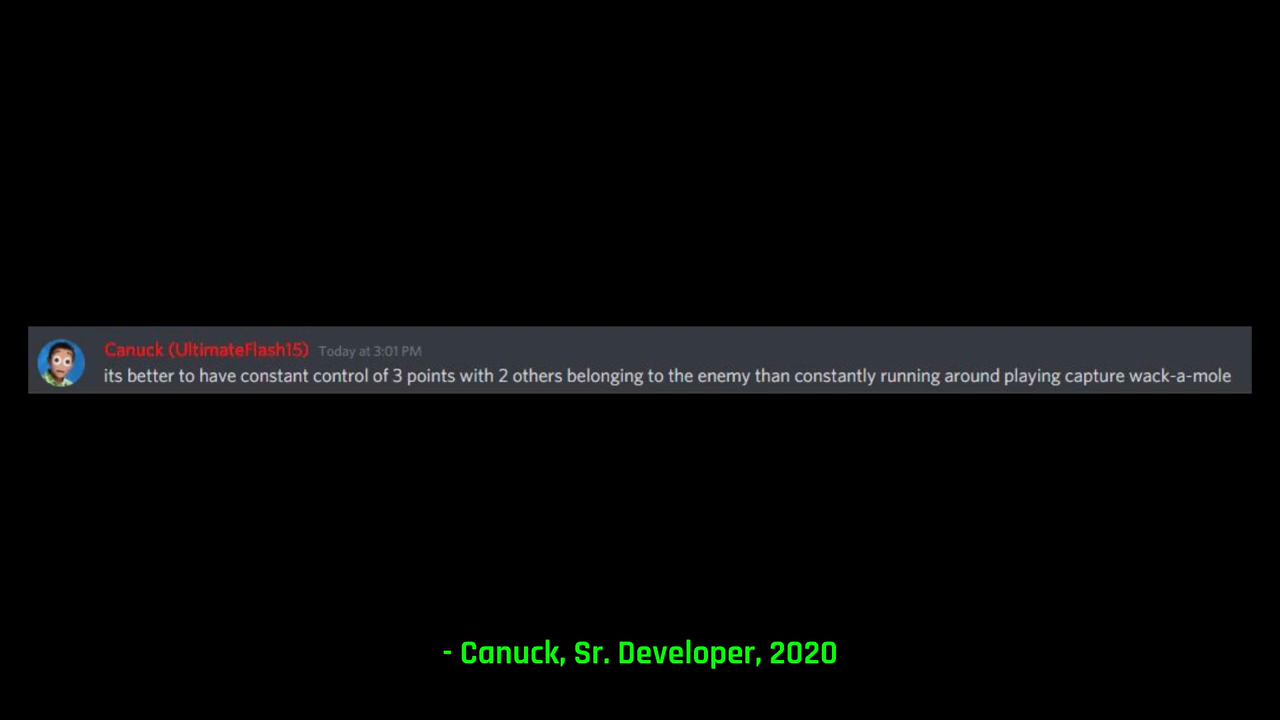 Canuck (UltimateFlash15) Today at 3:01 PM
its better to have constant control of 3 points with 2 others belonging to the enemy than constantly running around playing capture wack-a-mole
- Canuck, Sr. Developer, 2020